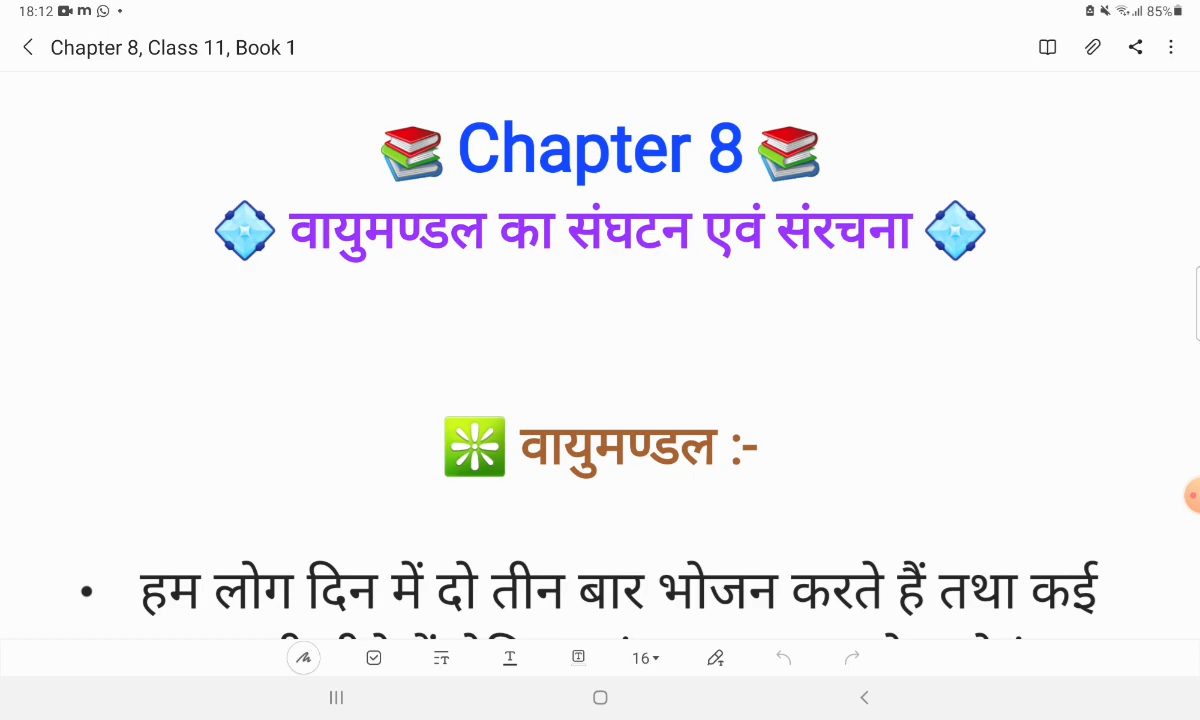 18:12 m 85%
Chapter 8, Class 11, Book 1
Chapter 8
वायुमण्डल का संघटन एवं संरचना
वायुमण्डल :-
• हम लोग दिन में दो तीन बार भोजन करते हैं तथा कई
T T T 16